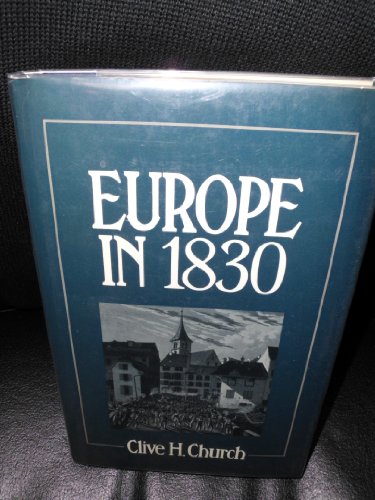 EUROPE
IN 1830
Clive H. Church